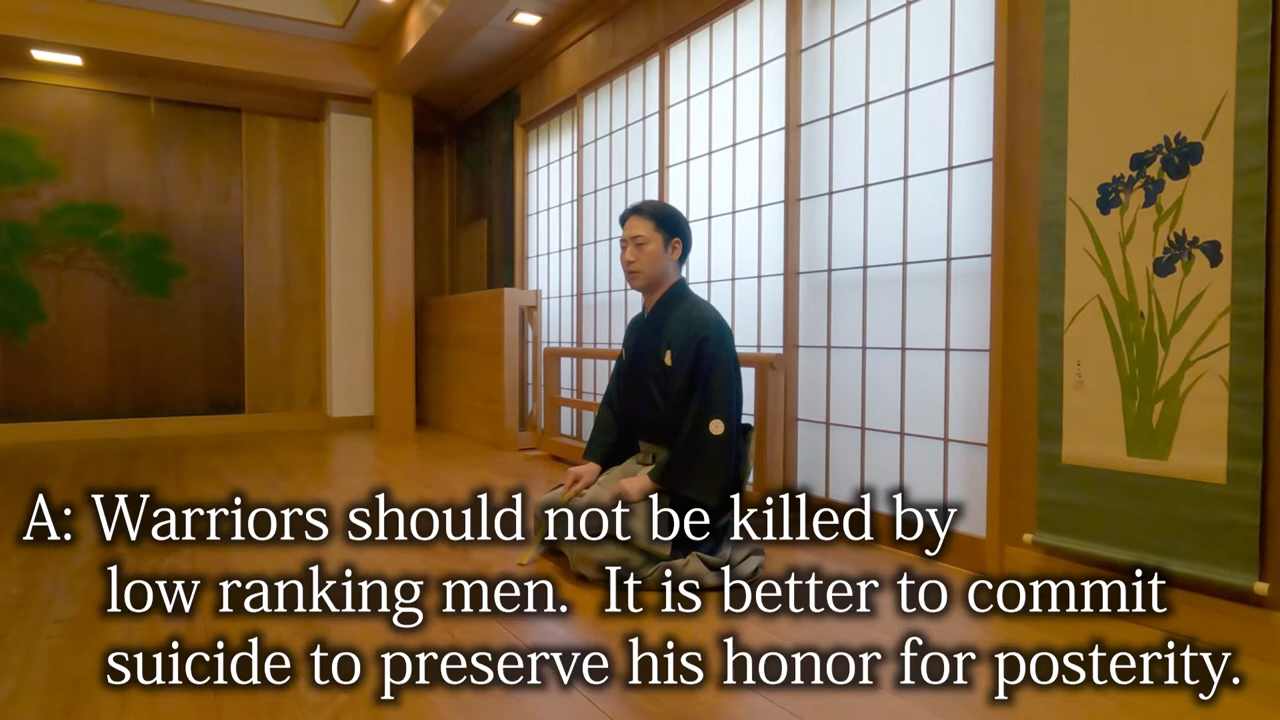 A: Warriors should not be killed by
low ranking men. It is better to commit
suicide to preserve his honor for posterity.